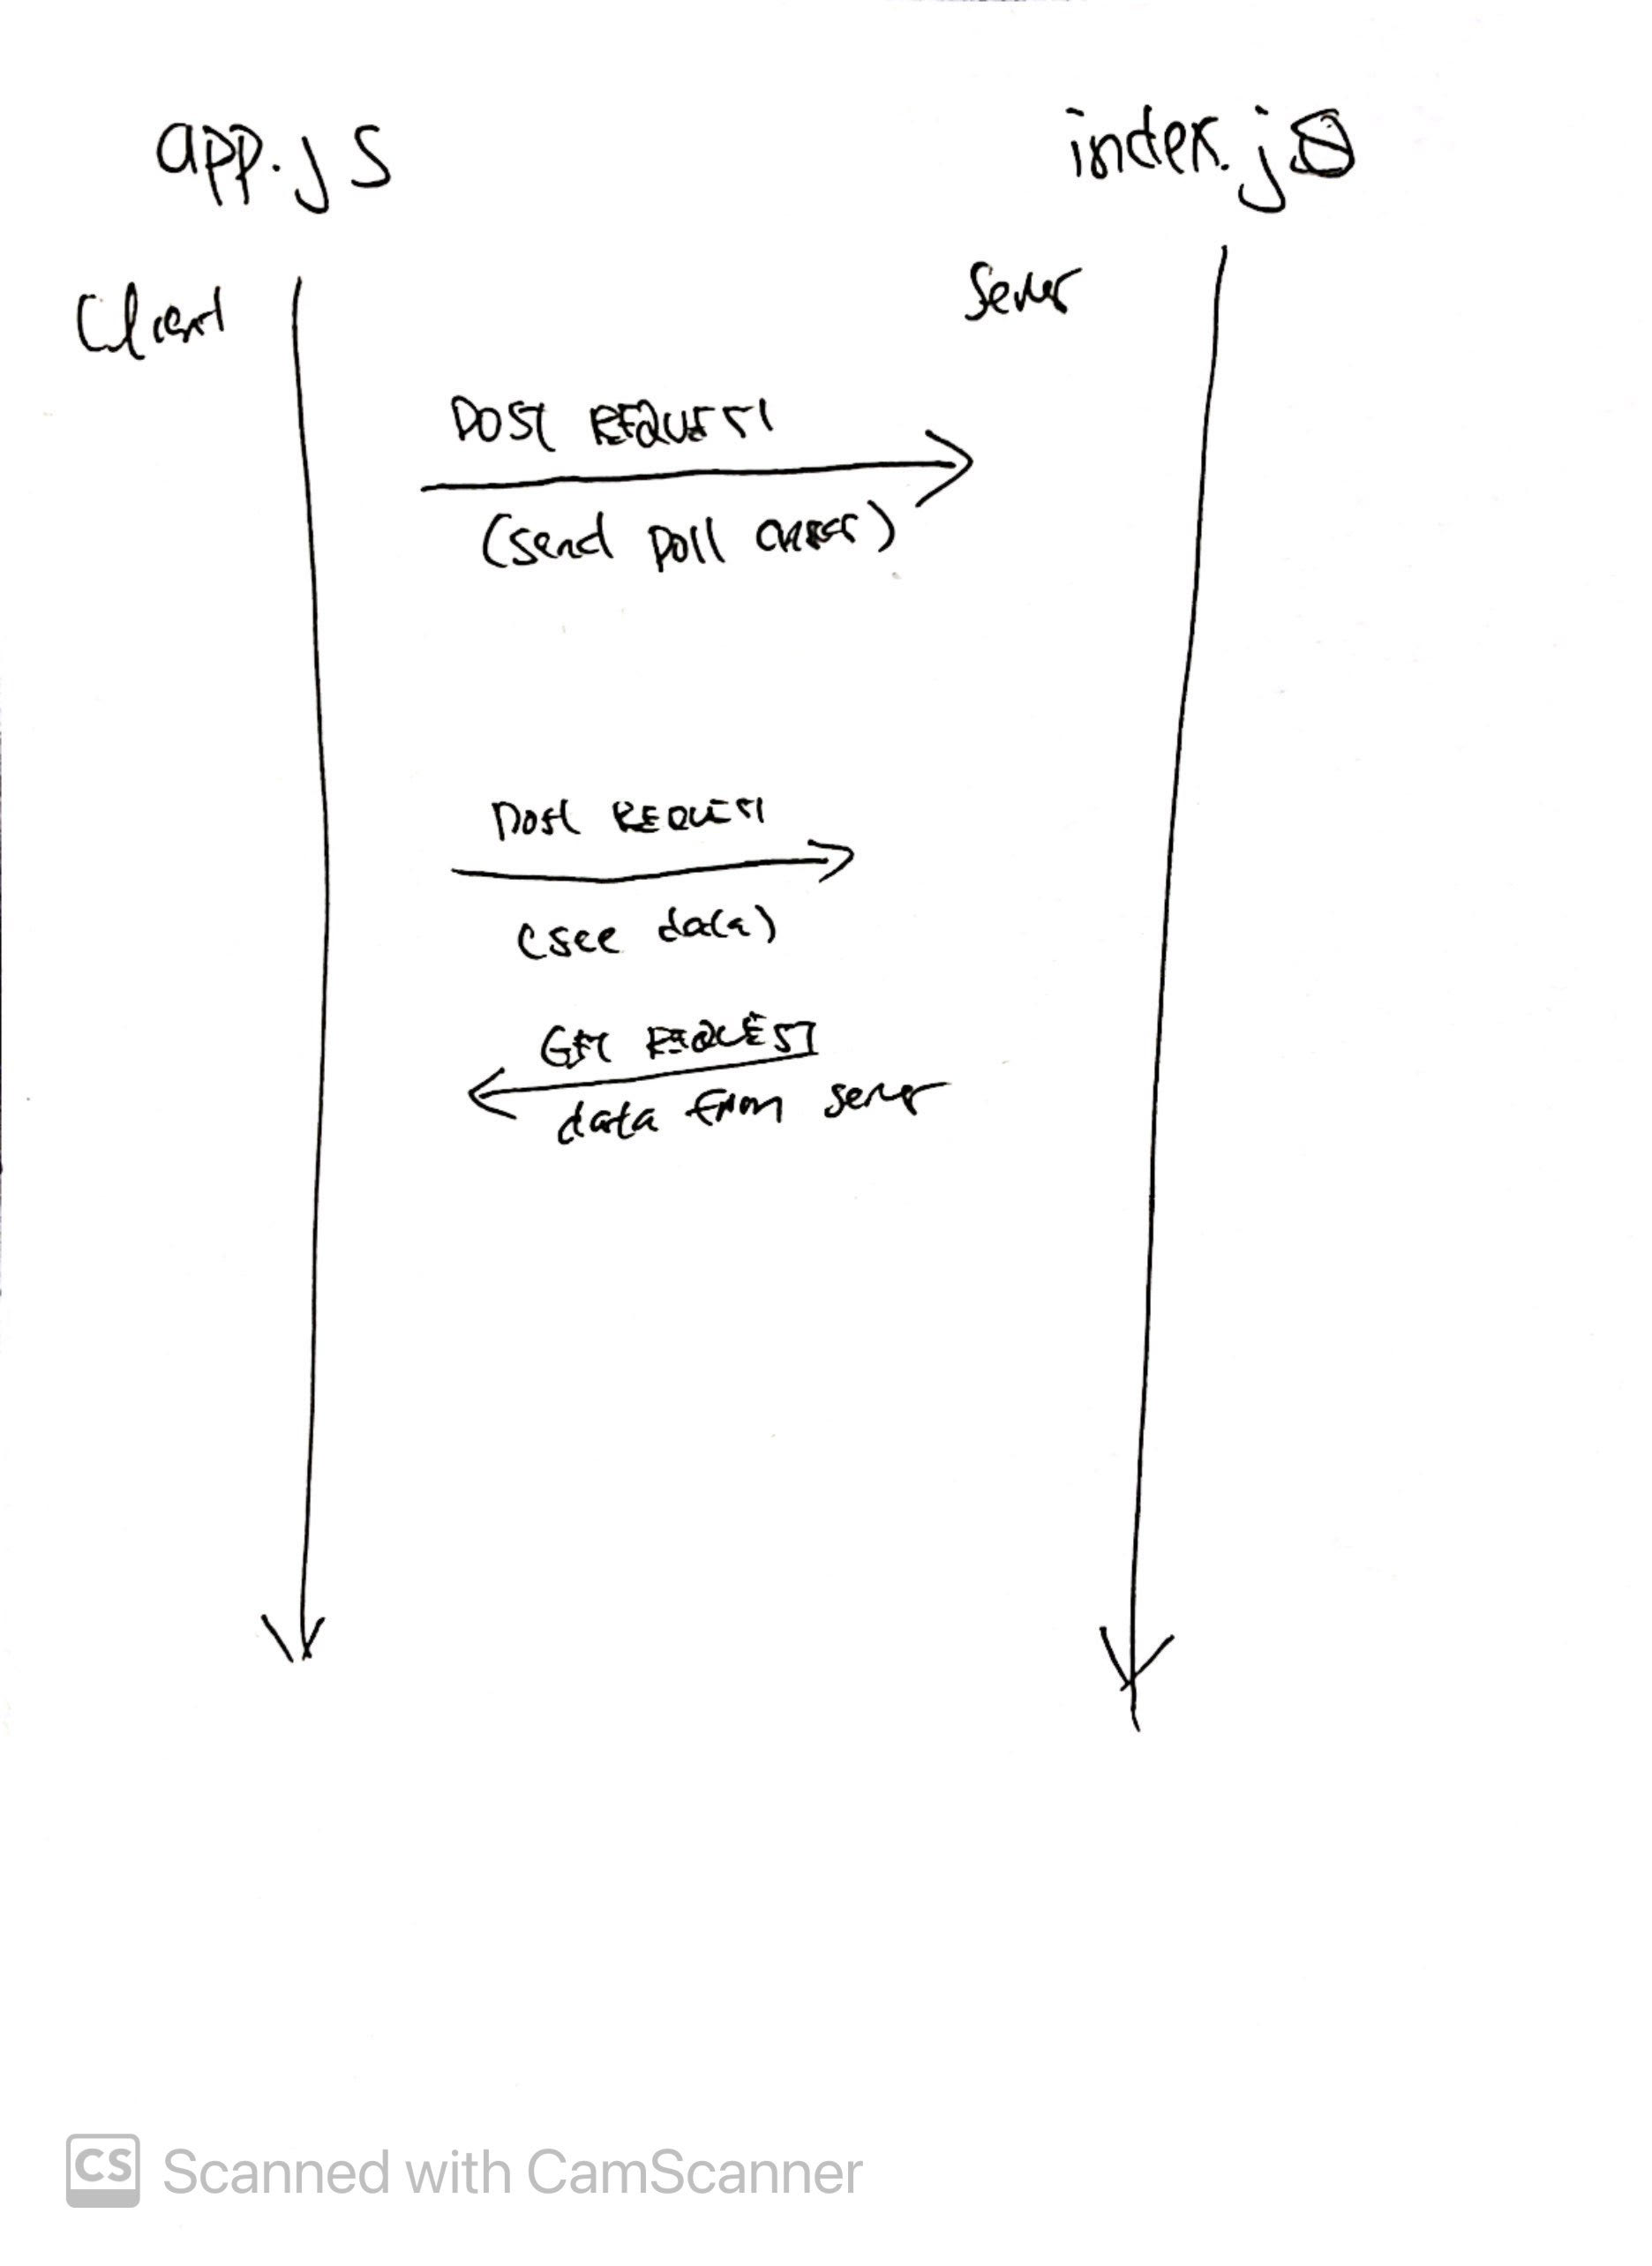 app.js
index.js
Client
Server
POST REQUEST
(send poll answer)
POST REQUEST
(see data)
GET REQUEST
data from server
CS Scanned with CamScanner